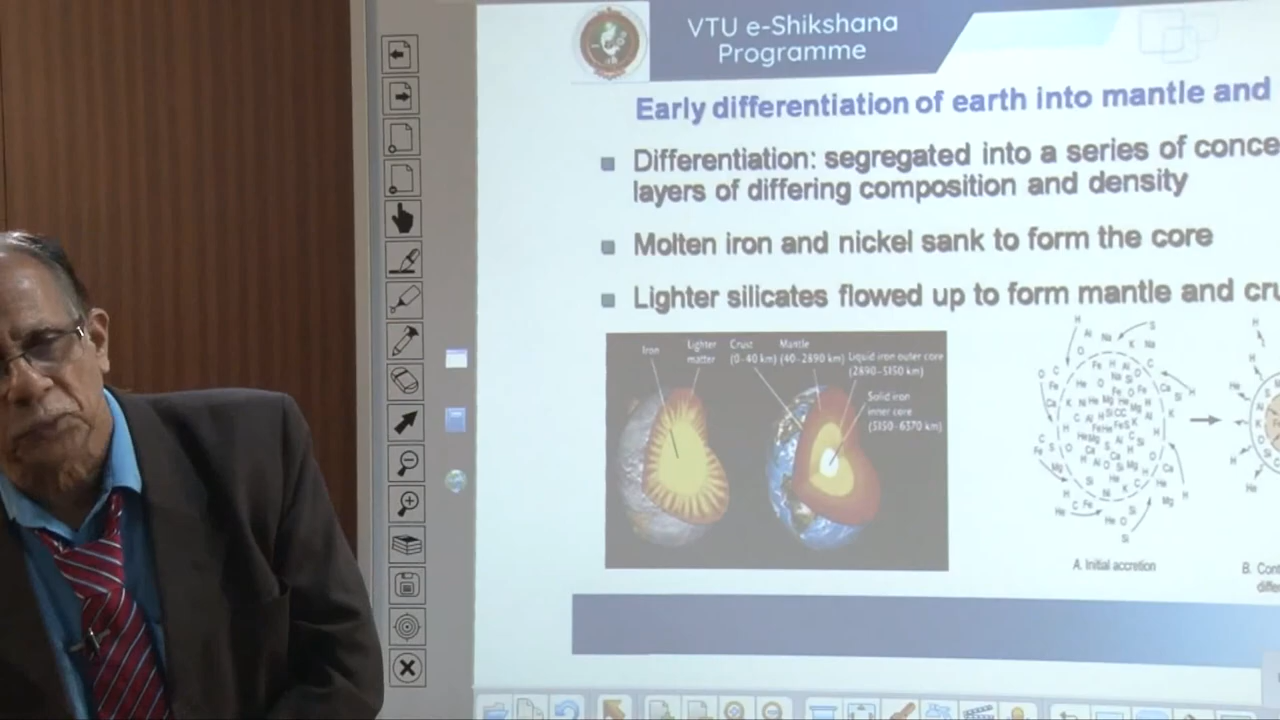 VTU e-Shikshana
Programme
Early differentiation of earth into mantle and
Differentiation: segregated into a series of conce
layers of differing composition and density
Molten iron and nickel sank to form the core
Lighter silicates flowed up to form mantle and cru
Iron
Lighter
matter
Crust
(0-40 km)
Mantle
(40-2890 km)
Liquid iron outer core
(2890-5150 km)
Solid iron
inner core
(5150-6370 km)
A. Initial accretion
B. Cont
diffe